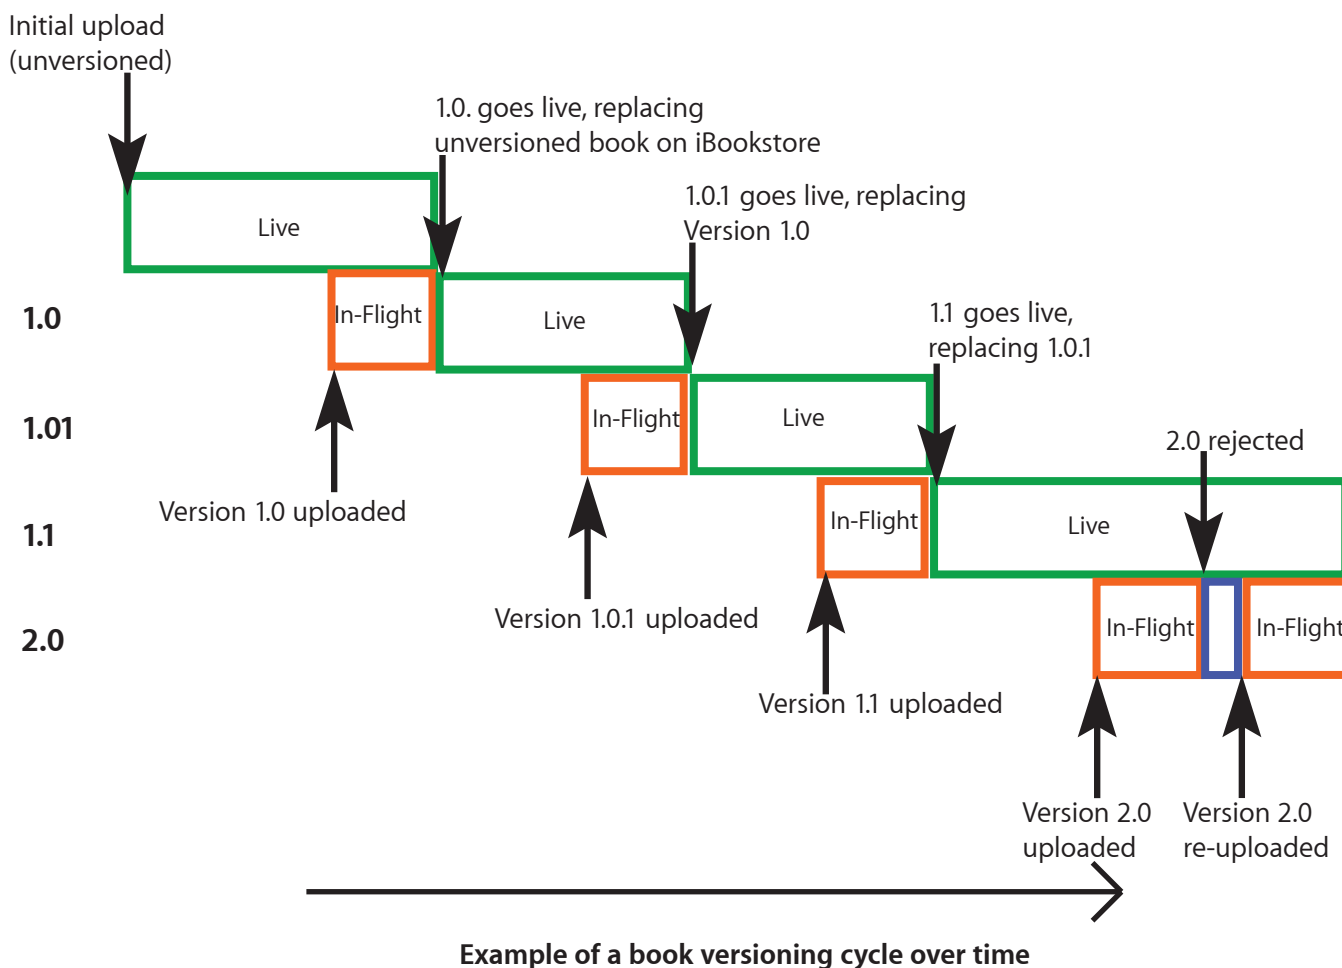 Initial upload
(unversioned)
1.0. goes live, replacing
unversioned book on iBookstore
1.0.1 goes live, replacing
Version 1.0
Live
1.0
In-Flight
Live
1.1 goes live,
replacing 1.0.1
1.01
In-Flight
Live
2.0 rejected
Version 1.0 uploaded
1.1
In-Flight
Live
Version 1.0.1 uploaded
2.0
In-Flight
In-Flight
Version 1.1 uploaded
Version 2.0
uploaded
Version 2.0
re-uploaded
Example of a book versioning cycle over time